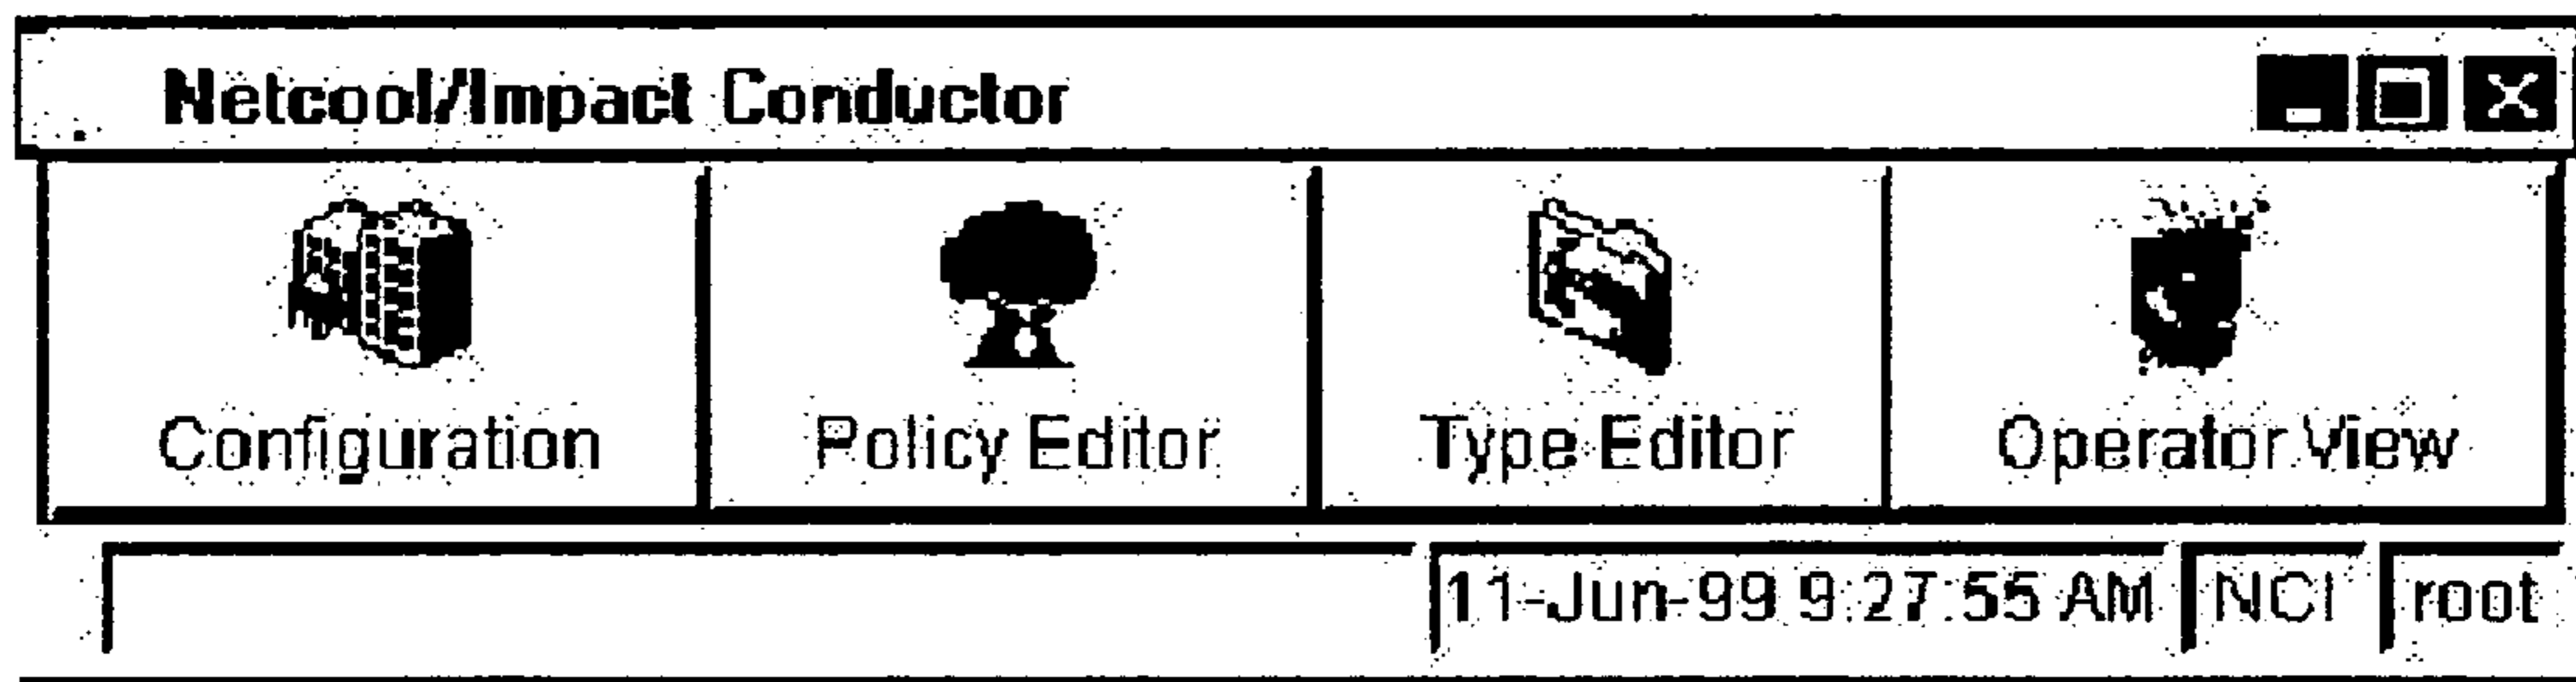 Netcool/Impact Conductor
Configuration Policy Editor Type Editor Operator View
11-Jun-99 9:27:55 AM NCI root